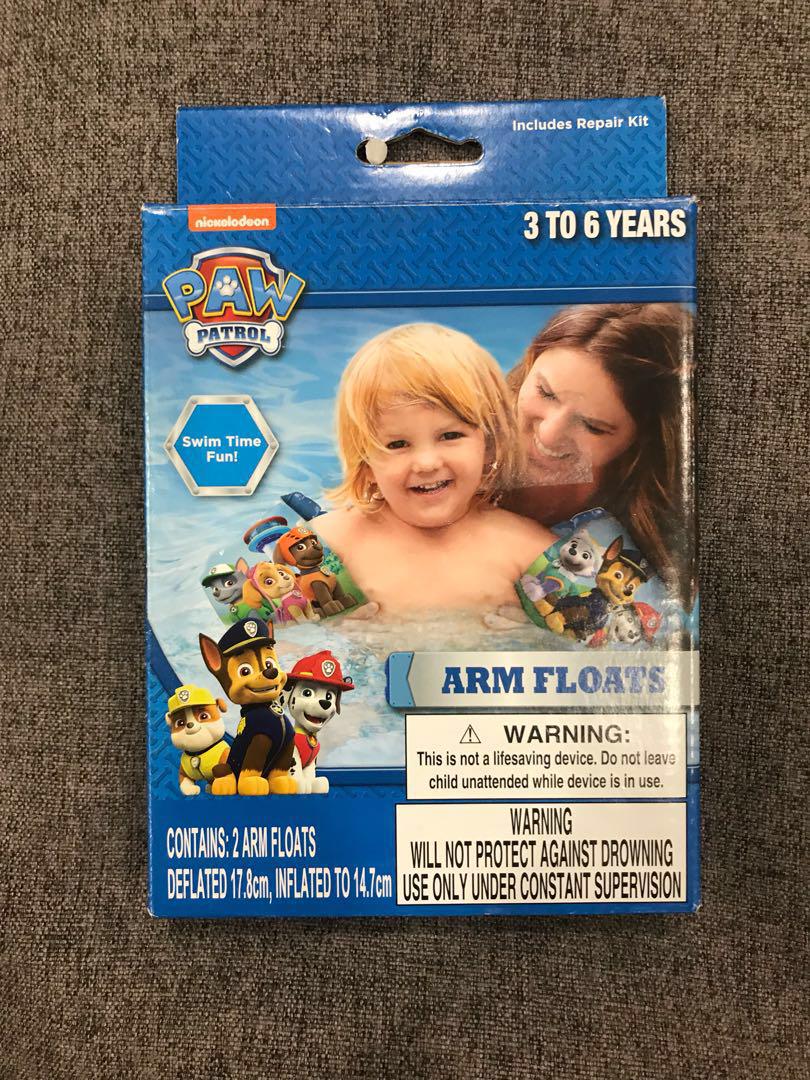 Includes Repair Kit
nickelodeon
3 TO 6 YEARS
PAW
PATROL
Swim Time
Fun!
ARM FLOATS
⚠ WARNING:
This is not a lifesaving device. Do not leave
child unattended while device is in use.
CONTAINS: 2 ARM FLOATS
DEFLATED 17.8cm, INFLATED TO 14.7cm
WARNING
WILL NOT PROTECT AGAINST DROWNING
USE ONLY UNDER CONSTANT SUPERVISION